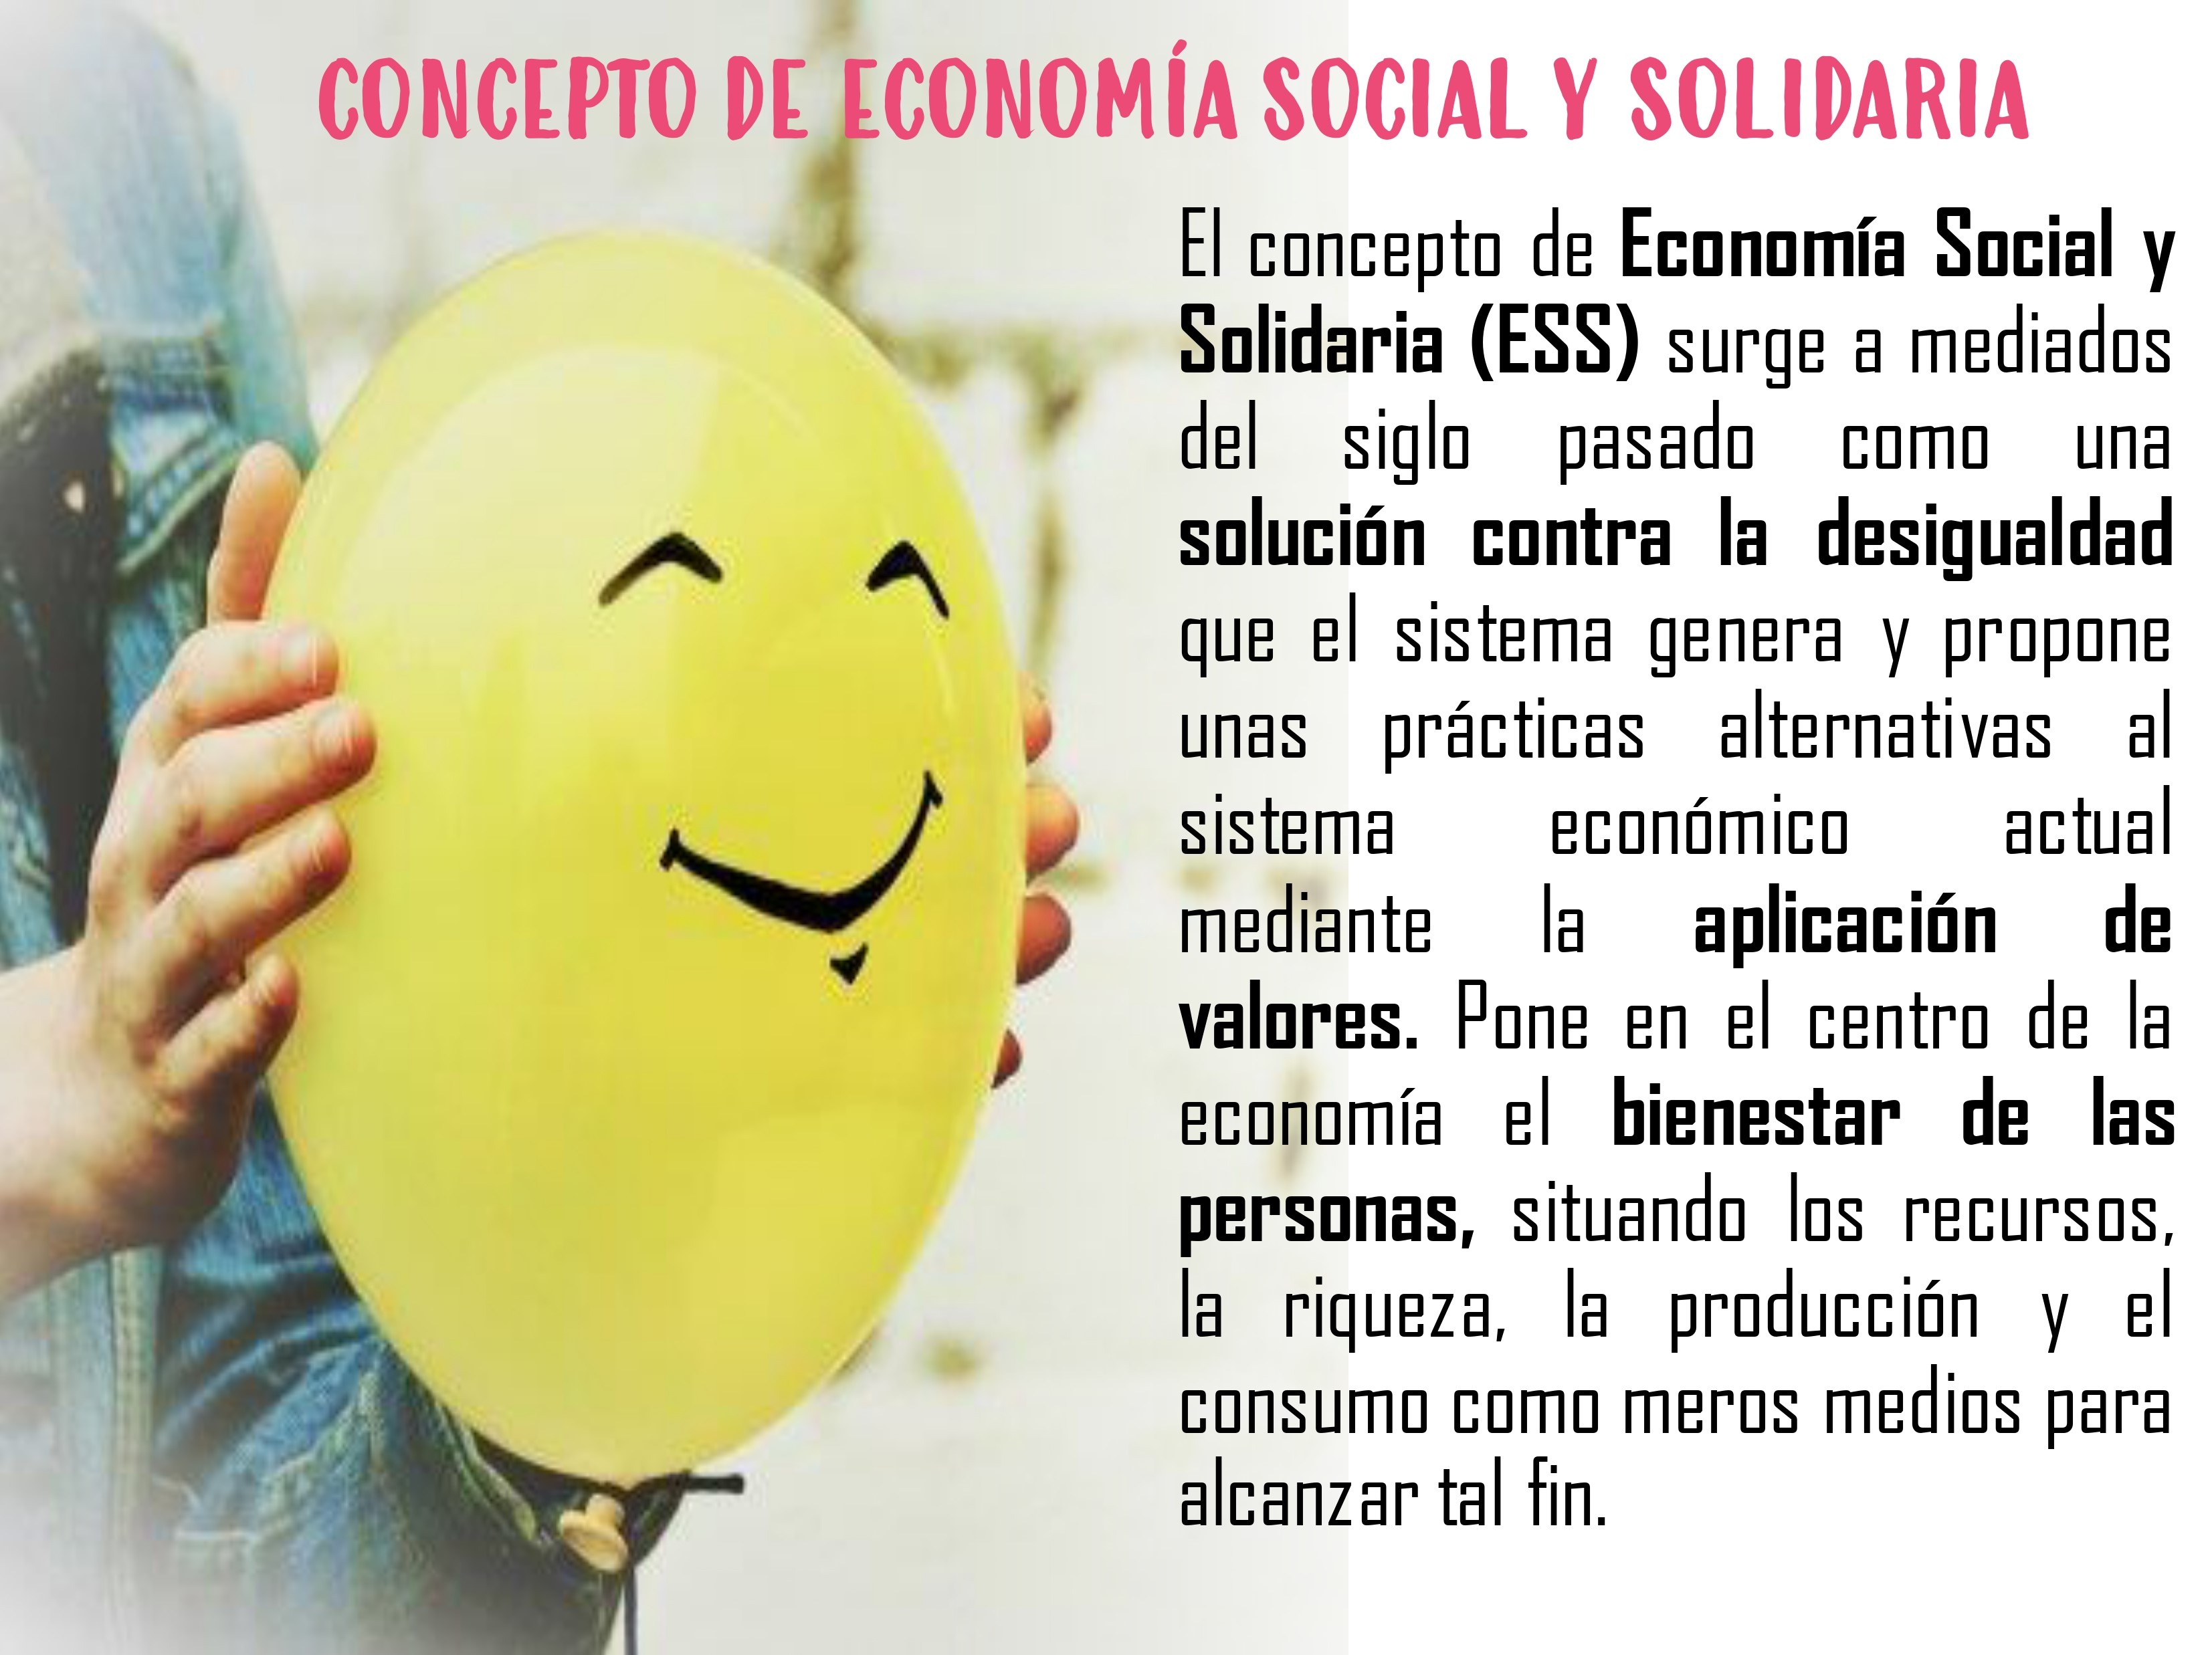 CONCEPTO DE ECONOMÍA SOCIAL Y SOLIDARIA
El concepto de Economía Social y
Solidaria (ESS) surge a mediados
del siglo pasado como una
solución contra la desigualdad
que el sistema genera y propone
unas prácticas alternativas al
sistema económico actual
mediante la aplicación de
valores. Pone en el centro de la
economía el bienestar de las
personas, situando los recursos,
la riqueza, la producción y el
consumo como meros medios para
alcanzar tal fin.